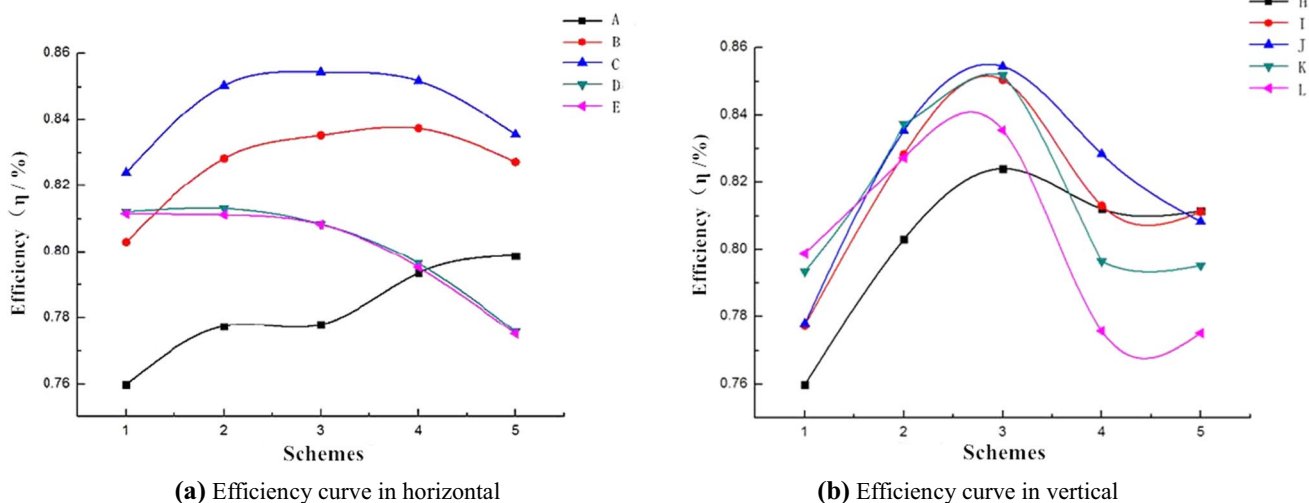 A
B
C
D
E
0.86
0.84
0.82
0.80
0.78
0.76
Efficiency (η /%)
1 2 3 4 5
Schemes
(a) Efficiency curve in horizontal
H
I
J
K
L
0.86
0.84
0.82
0.80
0.78
0.76
Efficiency (η /%)
1 2 3 4 5
Schemes
(b) Efficiency curve in vertical